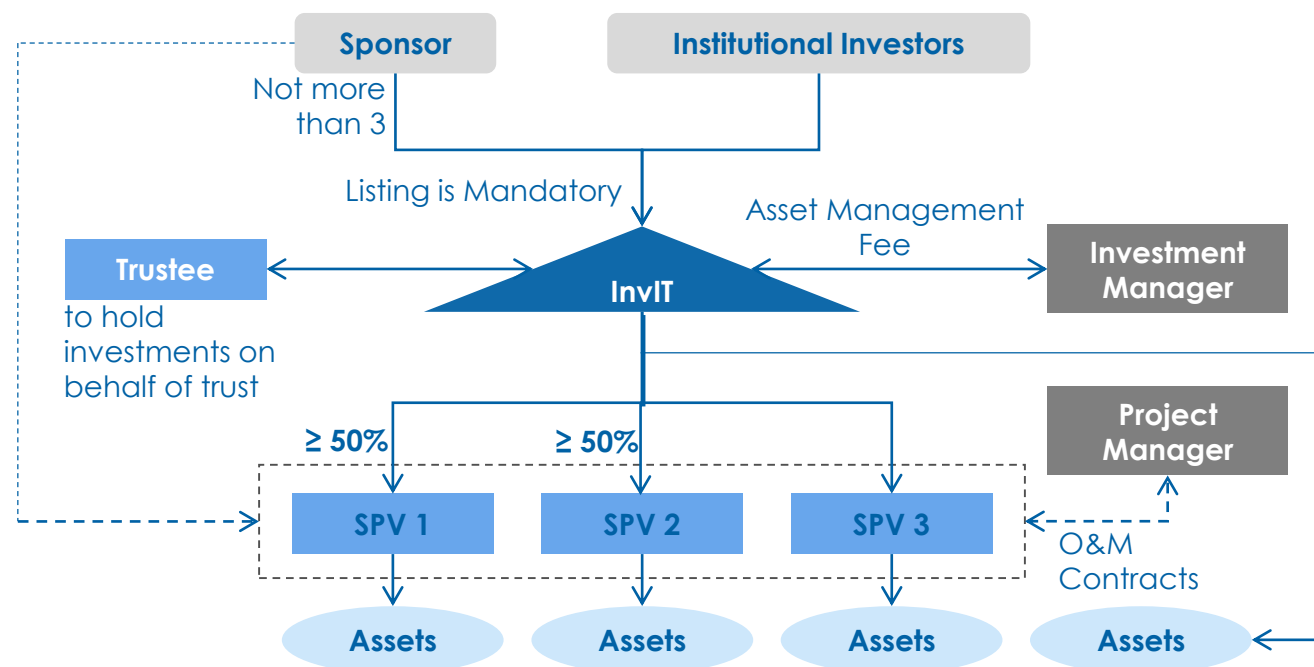 Sponsor
Institutional Investors
Not more
than 3
Listing is Mandatory
Asset Management
Fee
Trustee
InvIT
Investment
Manager
to hold
investments on
behalf of trust
Project
Manager
≥ 50%
≥ 50%
SPV 1
SPV 2
SPV 3
O&M
Contracts
Assets
Assets
Assets
Assets